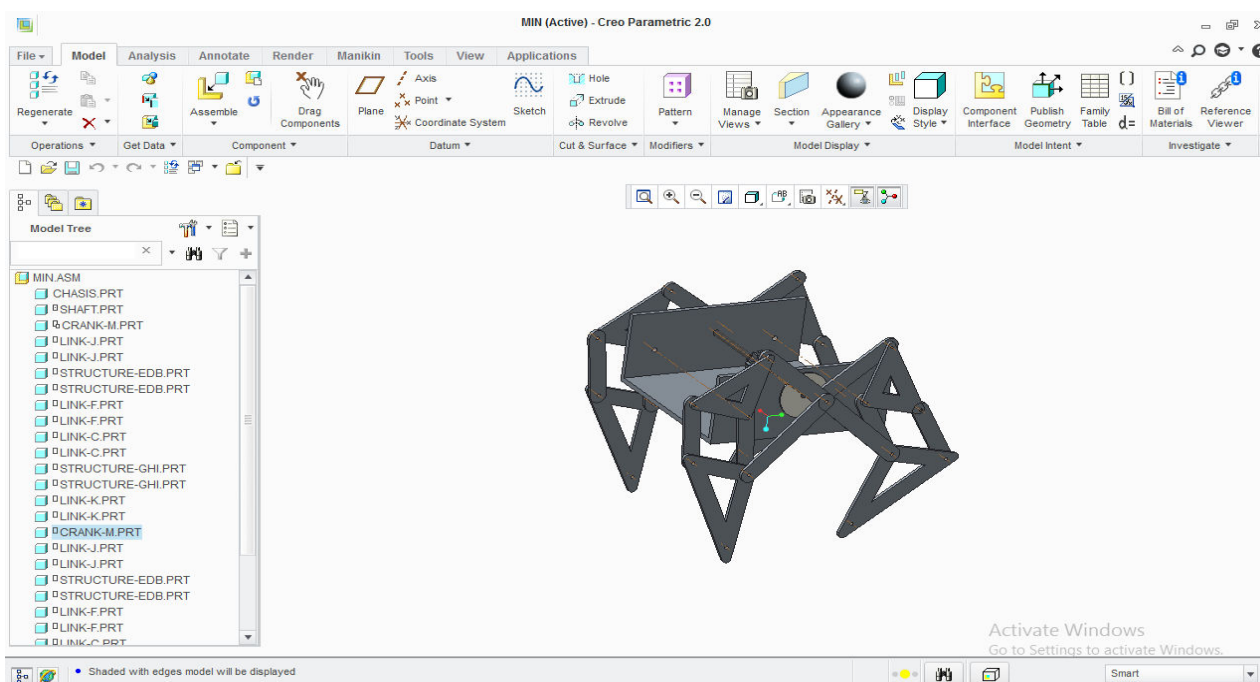 MIN (Active) - Creo Parametric 2.0
File Model Analysis Annotate Render Manikin Tools View Applications
Regenerate
Assemble
Drag Components
Plane
Axis
Point
Coordinate System
Sketch
Hole
Extrude
Revolve
Pattern
Manage Views
Section
Appearance Gallery
Display Style
Component Interface
Publish Geometry
Family Table
d=
Bill of Materials
Reference Viewer
Operations Get Data Component Datum Cut & Surface Modifiers Model Display Model Intent Investigate
Model Tree
MIN.ASM
CHASIS.PRT
SHAFT.PRT
CRANK-M.PRT
LINK-J.PRT
LINK-J.PRT
STRUCTURE-EDB.PRT
STRUCTURE-EDB.PRT
LINK-F.PRT
LINK-F.PRT
LINK-C.PRT
LINK-C.PRT
STRUCTURE-GHI.PRT
STRUCTURE-GHI.PRT
LINK-K.PRT
LINK-K.PRT
CRANK-M.PRT
LINK-J.PRT
LINK-J.PRT
STRUCTURE-EDB.PRT
STRUCTURE-EDB.PRT
LINK-F.PRT
LINK-F.PRT
LINK-C.PRT
Activate Windows
Go to Settings to activate Windows.
Shaded with edges model will be displayed
Smart